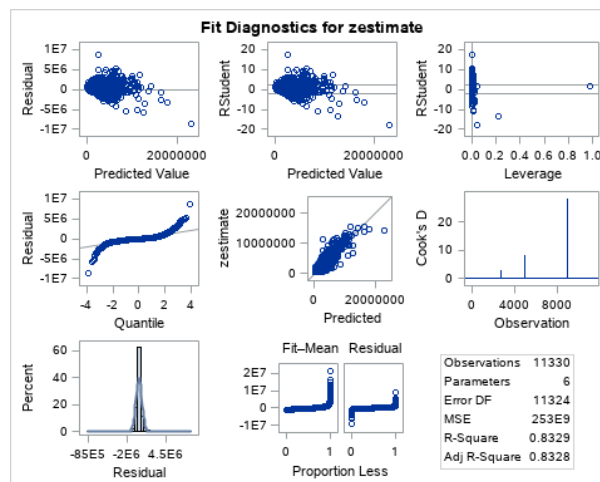 Fit Diagnostics for zestimate
Residual
1E7
5E6
0
-5E6
-1E7
0
20000000
Predicted Value
RStudent
20
10
0
-10
-20
0
20000000
Predicted Value
RStudent
20
10
0
-10
-20
0.0 0.2 0.4 0.6 0.8 1.0
Leverage
Residual
1E7
5E6
0
-5E6
-1E7
-4 -2 0 2 4
Quantile
zestimate
20000000
10000000
0
0
20000000
Predicted
Cook's D
20
10
0
0 4000 8000
Observation
Percent
60
40
20
0
-85E5 -2E6 4.5E6
Residual
Fit–Mean
Residual
2E7
1E7
0
-1E7
0 1
0 1
Proportion Less
Observations 11330
Parameters 6
Error DF 11324
MSE 253E9
R-Square 0.8329
Adj R-Square 0.8328